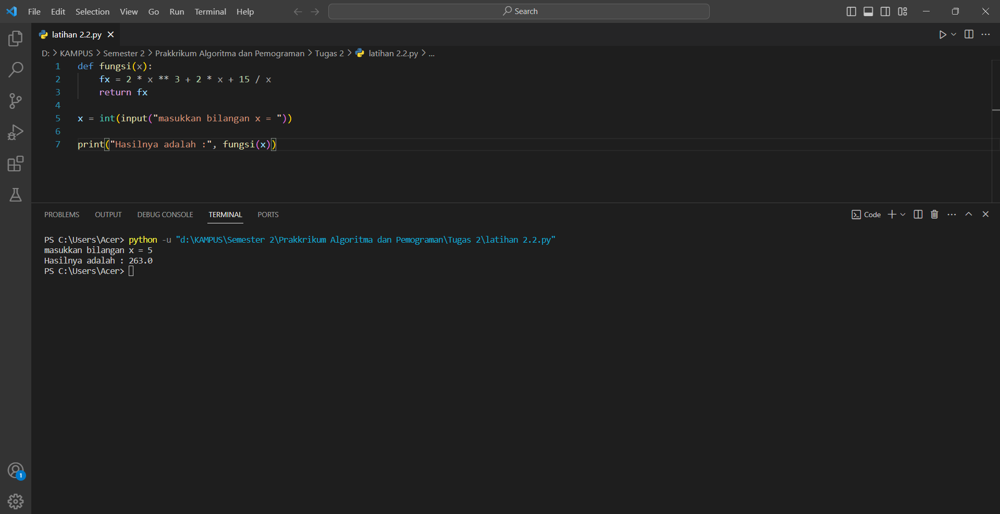 File Edit Selection View Go Run Terminal Help Search
latihan 2.2.py
D: > KAMPUS > Semester 2 > Prakkrikum Algoritma dan Pemograman > Tugas 2 > latihan 2.2.py > ...
1 def fungsi(x):
2     fx = 2 * x ** 3 + 2 * x + 15 / x
3     return fx
4
5 x = int(input("masukkan bilangan x = "))
6
7 print("Hasilnya adalah :", fungsi(x))
PROBLEMS OUTPUT DEBUG CONSOLE TERMINAL PORTS Code
PS C:\Users\Acer> python -u "d:\KAMPUS\Semester 2\Prakkrikum Algoritma dan Pemograman\Tugas 2\latihan 2.2.py"
masukkan bilangan x = 5
Hasilnya adalah : 263.0
PS C:\Users\Acer>
1